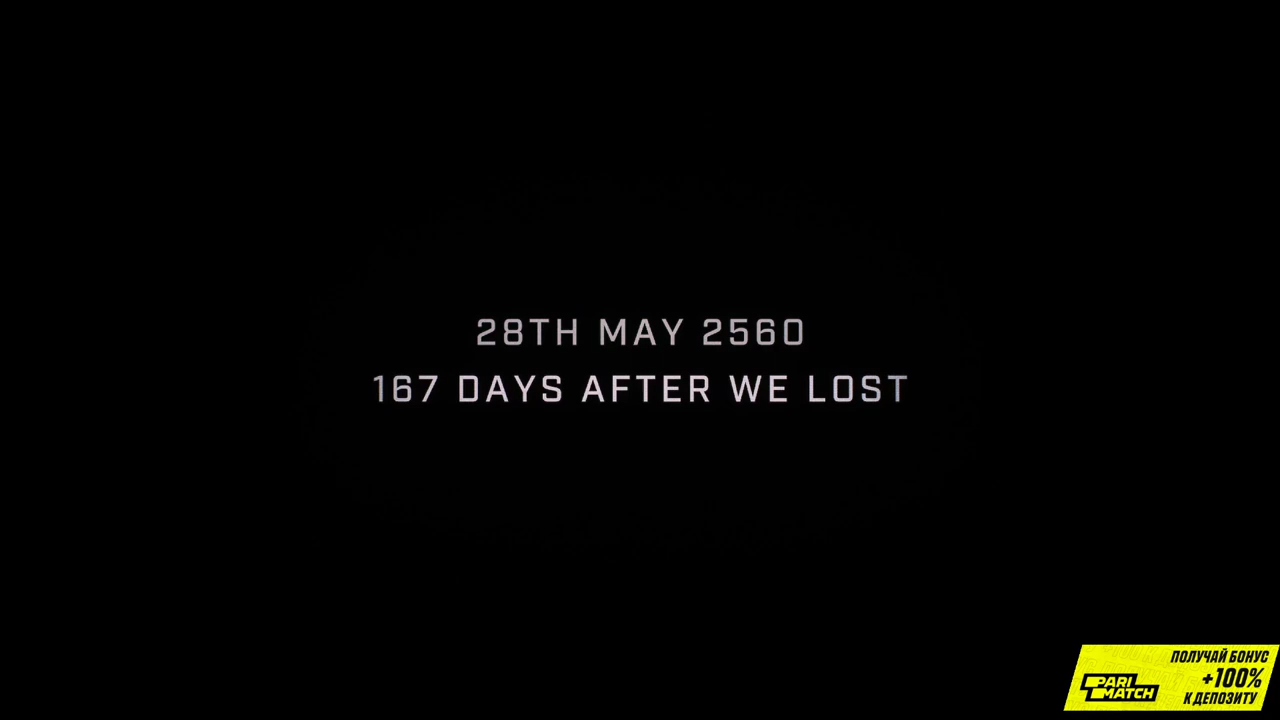 28TH MAY 2560
167 DAYS AFTER WE LOST
ПОЛУЧАЙ БОНУС
+100%
К ДЕПОЗИТУ
PARI
MATCH